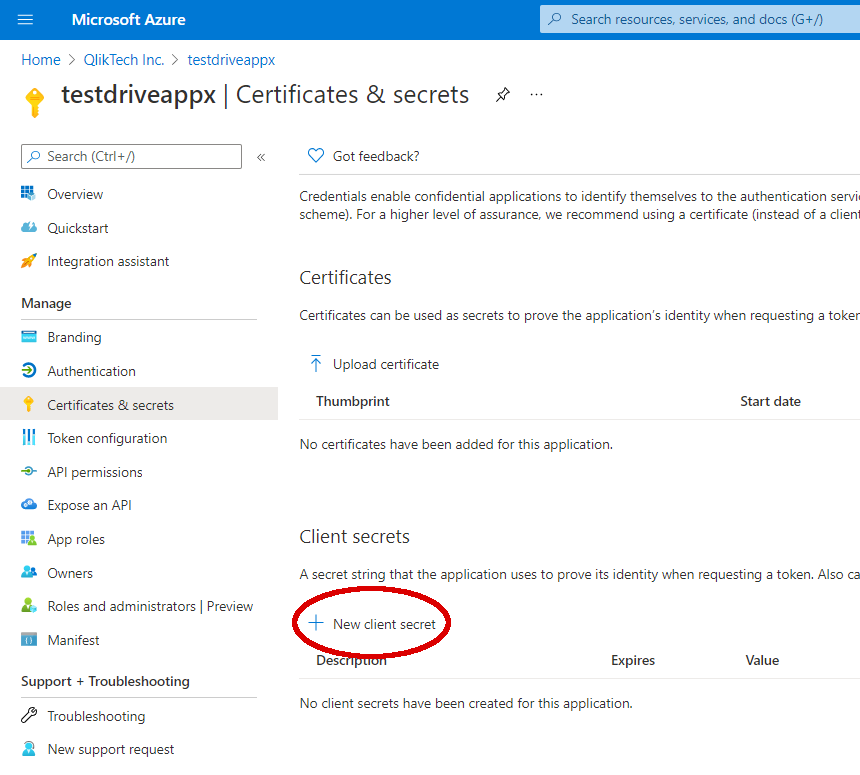 Microsoft Azure
Search resources, services, and docs (G+/)
Home > QlikTech Inc. > testdriveappx
testdriveappx | Certificates & secrets
Search (Ctrl+/)
«
Overview
Quickstart
Integration assistant
Manage
Branding
Authentication
Certificates & secrets
Token configuration
API permissions
Expose an API
App roles
Owners
Roles and administrators | Preview
Manifest
Support + Troubleshooting
Troubleshooting
New support request
Got feedback?
Credentials enable confidential applications to identify themselves to the authentication servi
scheme). For a higher level of assurance, we recommend using a certificate (instead of a client
Certificates
Certificates can be used as secrets to prove the application's identity when requesting a token
Upload certificate
Thumbprint Start date
No certificates have been added for this application.
Client secrets
A secret string that the application uses to prove its identity when requesting a token. Also ca
New client secret
Description Expires Value
No client secrets have been created for this application.